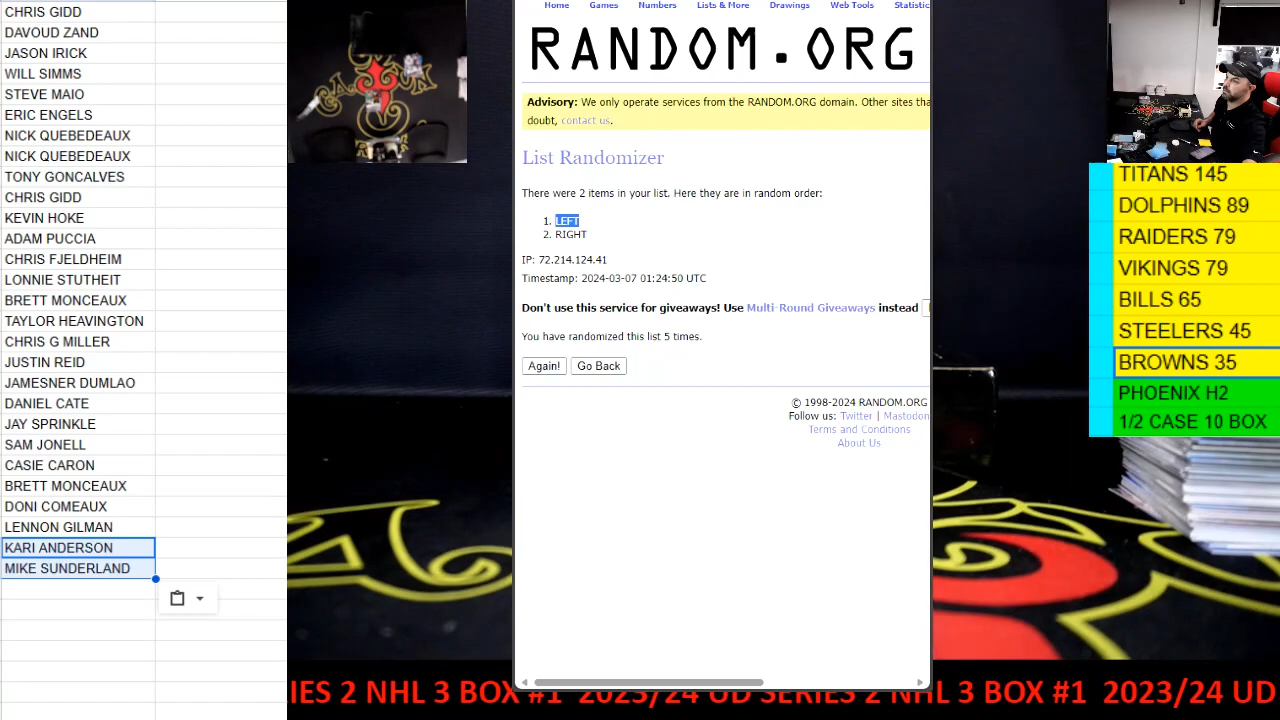 CHRIS GIDD
DAVOUD ZAND
JASON IRICK
WILL SIMMS
STEVE MAIO
ERIC ENGELS
NICK QUEBEDEAUX
NICK QUEBEDEAUX
TONY GONCALVES
CHRIS GIDD
KEVIN HOKE
ADAM PUCCIA
CHRIS FJELDHEIM
LONNIE STUTHEIT
BRETT MONCEAUX
TAYLOR HEAVINGTON
CHRIS G MILLER
JUSTIN REID
JAMESNER DUMLAO
DANIEL CATE
JAY SPRINKLE
SAM JONELL
CASIE CARON
BRETT MONCEAUX
DONI COMEAUX
LENNON GILMAN
KARI ANDERSON
MIKE SUNDERLAND
Home Games Numbers Lists & More Drawings Web Tools Statistic
RANDOM.ORG
Advisory: We only operate services from the RANDOM.ORG domain. Other sites tha
doubt, contact us.
List Randomizer
There were 2 items in your list. Here they are in random order:
1. LEFT
2. RIGHT
IP: 72.214.124.41
Timestamp: 2024-03-07 01:24:50 UTC
Don't use this service for giveaways! Use Multi-Round Giveaways instead
You have randomized this list 5 times.
Again! Go Back
© 1998-2024 RANDOM.ORG
Follow us: Twitter | Mastodon
Terms and Conditions
About Us
TITANS 145
DOLPHINS 89
RAIDERS 79
VIKINGS 79
BILLS 65
STEELERS 45
BROWNS 35
PHOENIX H2
1/2 CASE 10 BOX
IES 2 NHL 3 BOX #1 2023/24 UD SERIES 2 NHL 3 BOX #1 2023/24 UD